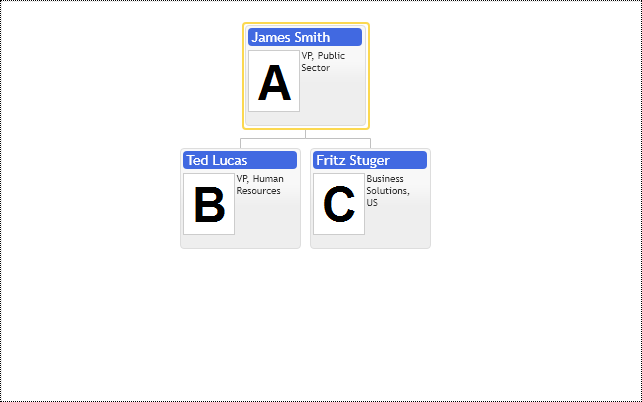 James Smith
A
VP, Public
Sector
Ted Lucas
B
VP, Human
Resources
Fritz Stuger
C
Business
Solutions,
US